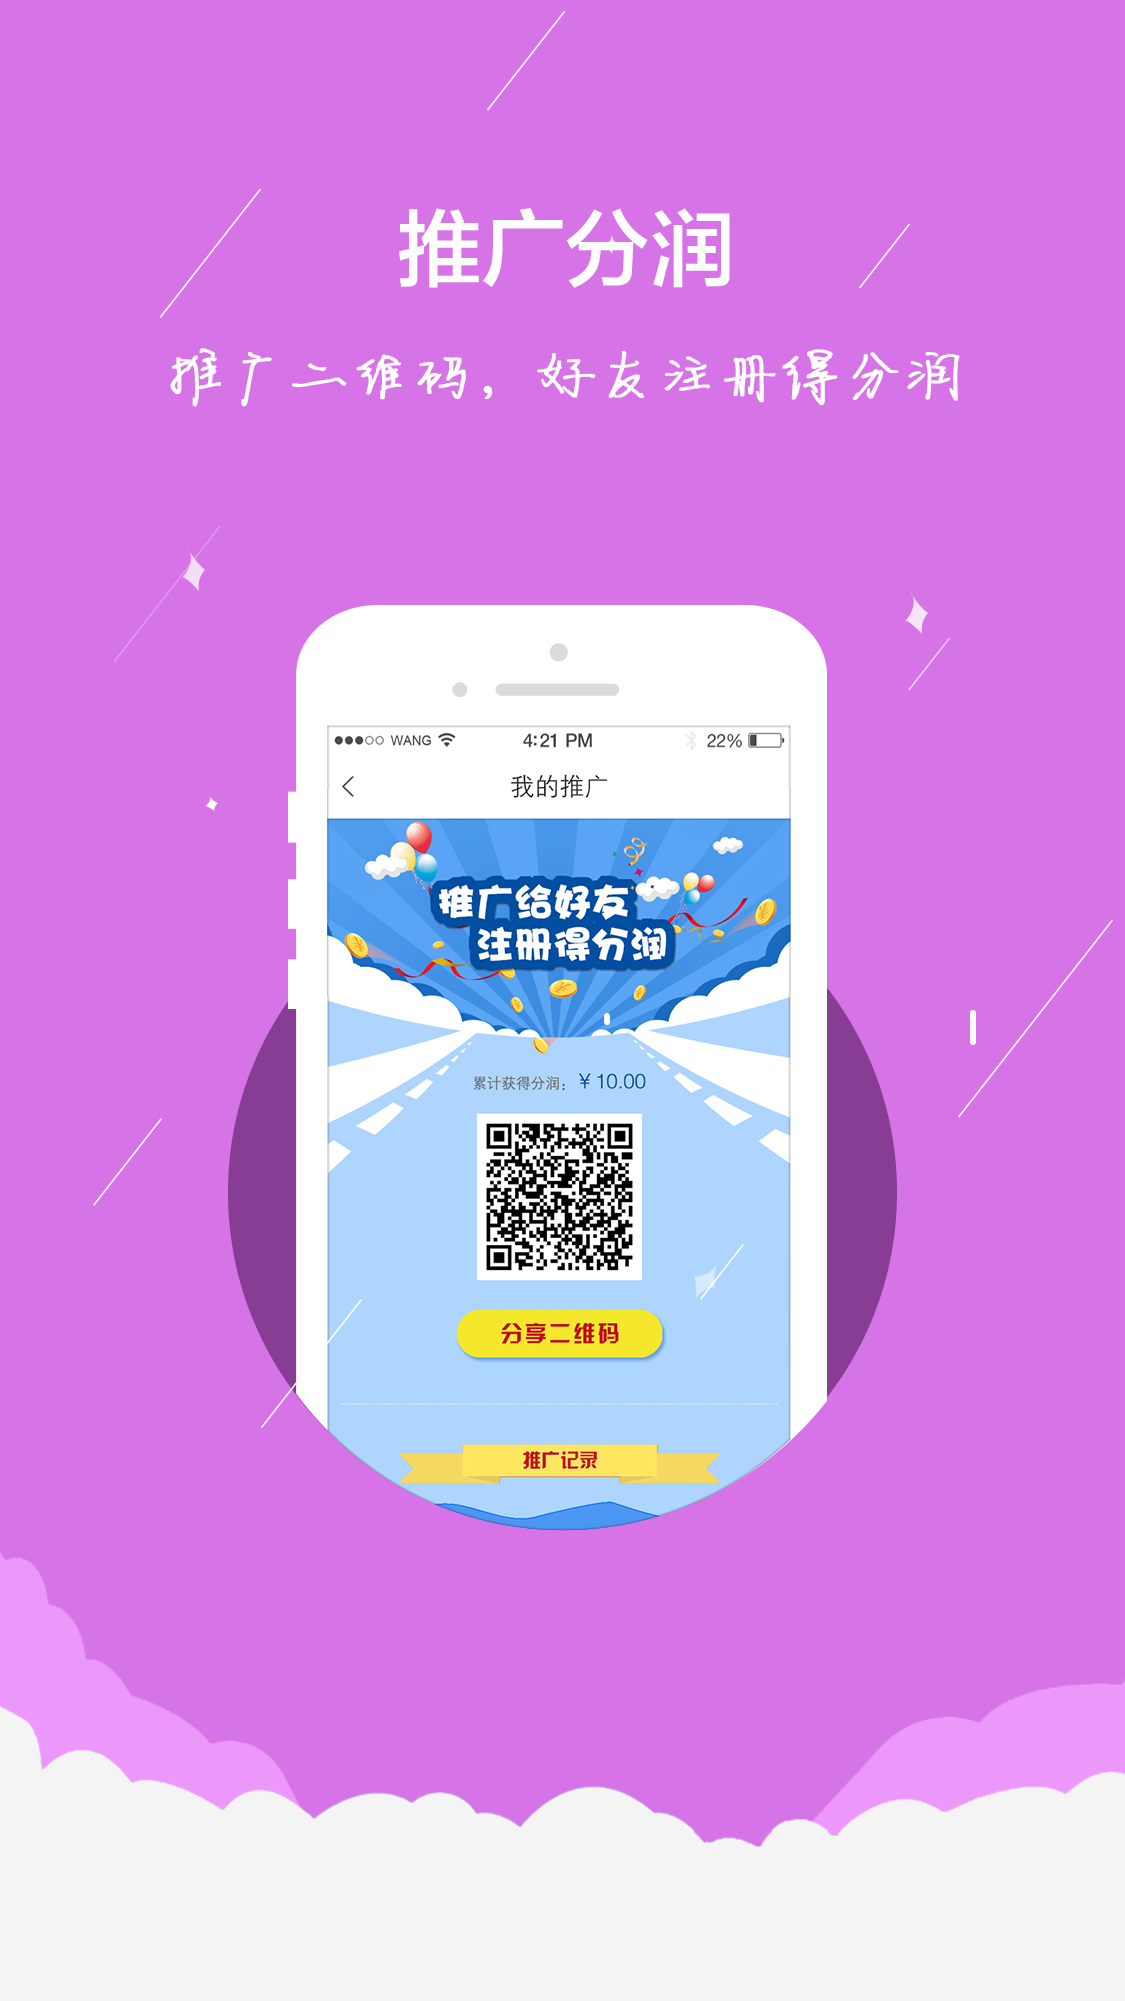 推广分润
推广二维码，好友注册得分润
WANG 4:21 PM 22%
我的推广
推广给好友
注册得分润
累计获得分润：￥10.00
分享二维码
推广记录